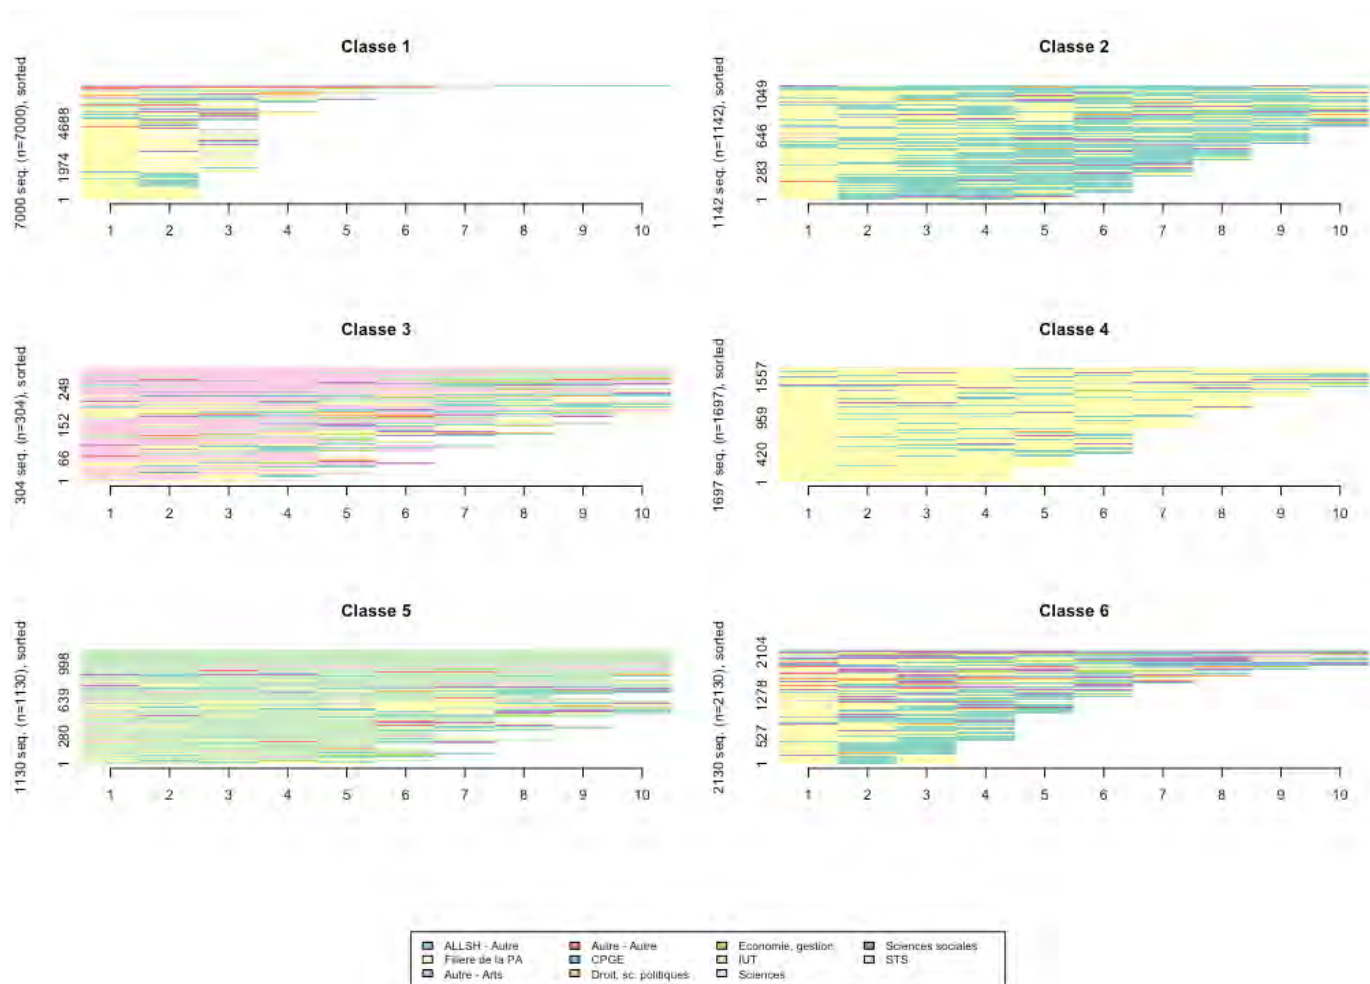 Classe 1
7000 seq. (n=7000), sorted
1 1974 4688
1 2 3 4 5 6 7 8 9 10
Classe 2
1142 seq. (n=1142), sorted
1 283 646 1049
1 2 3 4 5 6 7 8 9 10
Classe 3
304 seq. (n=304), sorted
1 66 152 249
1 2 3 4 5 6 7 8 9 10
Classe 4
1697 seq. (n=1697), sorted
1 420 959 1557
1 2 3 4 5 6 7 8 9 10
Classe 5
1130 seq. (n=1130), sorted
1 280 639 998
1 2 3 4 5 6 7 8 9 10
Classe 6
2130 seq. (n=2130), sorted
1 527 1278 2104
1 2 3 4 5 6 7 8 9 10
ALLSH - Autre Autre - Autre Economie, gestion Sciences sociales
Filiere de la PA CPGE IUT STS
Autre - Arts Droit, sc. politiques Sciences